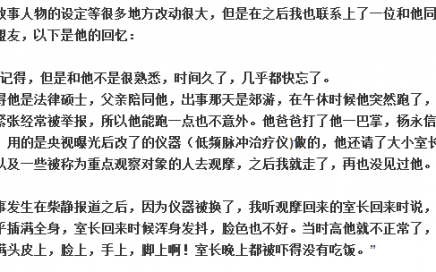 故事人物的设定等很多地方改动很大，但是在之后我也联系上了一位和他同
盟友，以下是他的回忆：
记得，但是和他不是很熟悉，时间久了，几乎都快忘了。
得他是法律硕士，父亲陪同他，出事那天是郊游，在午休时候他突然跑了，
紧张经常被举报，所以他能跑一点也不意外。他爸爸打了他一巴掌，杨永信
，用的是央视曝光后改了的仪器（低频脉冲治疗仪)做的，他还请了大小室长
以及一些被称为重点观察对象的人去观摩，之后我就走了，再也没见过他。
事发生在柴静报道之后，因为仪器被换了，我听观摩回来的室长回来时说，
乎插满全身，室长回来时候浑身发抖，脸色也不好。当时高他就不正常了，
满头皮上，脸上，手上，脚上啊！室长晚上都被吓得没有吃饭。”